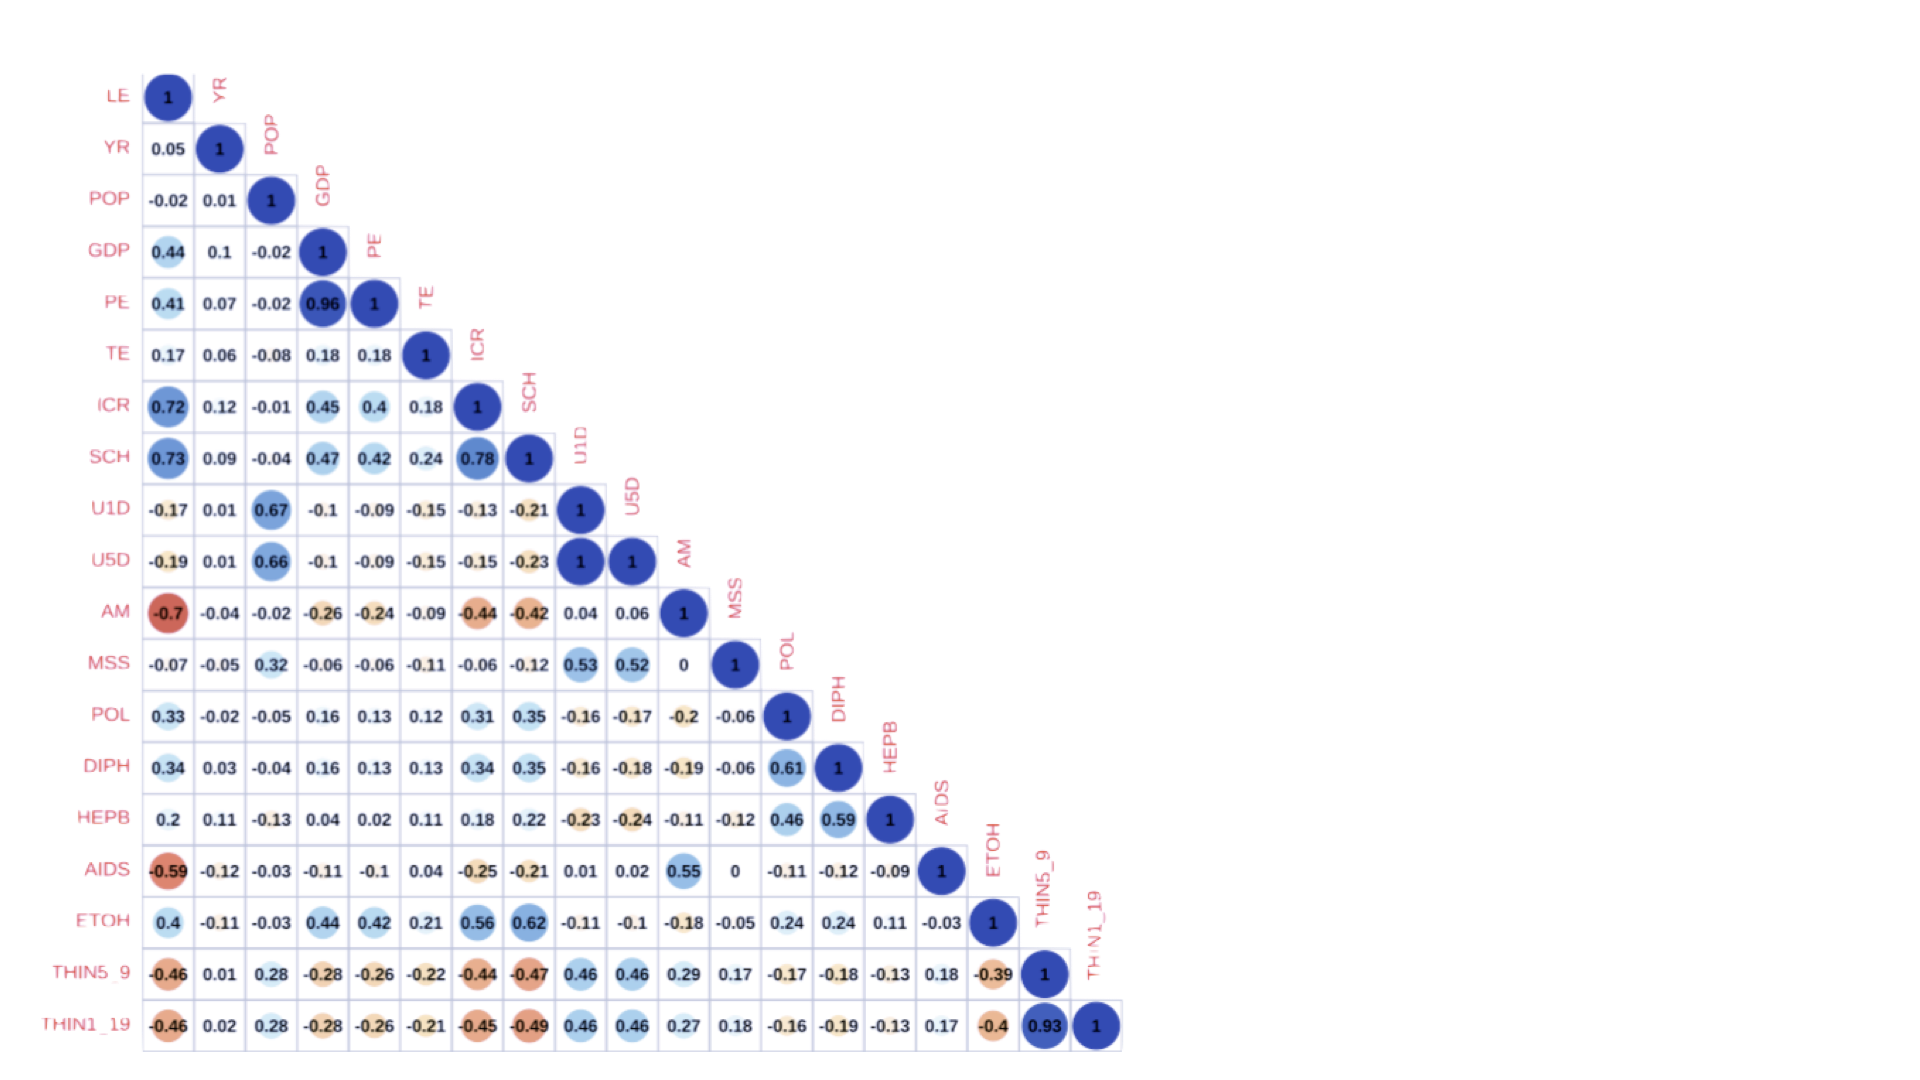 LE 1 YR
YR 0.05 1 POP
POP -0.02 0.01 1 GDP
GDP 0.44 0.1 -0.02 1 PE
PE 0.41 0.07 -0.02 0.96 1 TE
TE 0.17 0.06 -0.08 0.18 0.18 1 ICR
ICR 0.72 0.12 -0.01 0.45 0.4 0.18 1 SCH
SCH 0.73 0.09 -0.04 0.47 0.42 0.24 0.78 1 U1D
U1D -0.17 0.01 0.67 -0.1 -0.09 -0.15 -0.13 -0.21 1 U5D
U5D -0.19 0.01 0.66 -0.1 -0.09 -0.15 -0.15 -0.23 1 1 AM
AM -0.7 -0.04 -0.02 -0.26 -0.24 -0.09 -0.44 -0.42 0.04 0.06 1 MSS
MSS -0.07 -0.05 0.32 -0.06 -0.06 -0.11 -0.06 -0.12 0.53 0.52 0 1 POL
POL 0.33 -0.02 -0.05 0.16 0.13 0.12 0.31 0.35 -0.16 -0.17 -0.2 -0.06 1 DIPH
DIPH 0.34 0.03 -0.04 0.16 0.13 0.13 0.34 0.35 -0.16 -0.18 -0.19 -0.06 0.61 1 HEPB
HEPB 0.2 0.11 -0.13 0.04 0.02 0.11 0.18 0.22 -0.23 -0.24 -0.11 -0.12 0.46 0.59 1 AIDS
AIDS -0.59 -0.12 -0.03 -0.11 -0.1 0.04 -0.25 -0.21 0.01 0.02 0.55 0 -0.11 -0.12 -0.09 1 ETOH
ETOH 0.4 -0.11 -0.03 0.44 0.42 0.21 0.56 0.62 -0.11 -0.1 -0.18 -0.05 0.24 0.24 0.11 -0.03 1 THIN5_9
THIN5_9 -0.46 0.01 0.28 -0.28 -0.26 -0.22 -0.44 -0.47 0.46 0.46 0.29 0.17 -0.17 -0.18 -0.13 0.18 -0.39 1 THIN1_19
THIN1_19 -0.46 0.02 0.28 -0.28 -0.26 -0.21 -0.45 -0.49 0.46 0.46 0.27 0.18 -0.16 -0.19 -0.13 0.17 -0.4 0.93 1